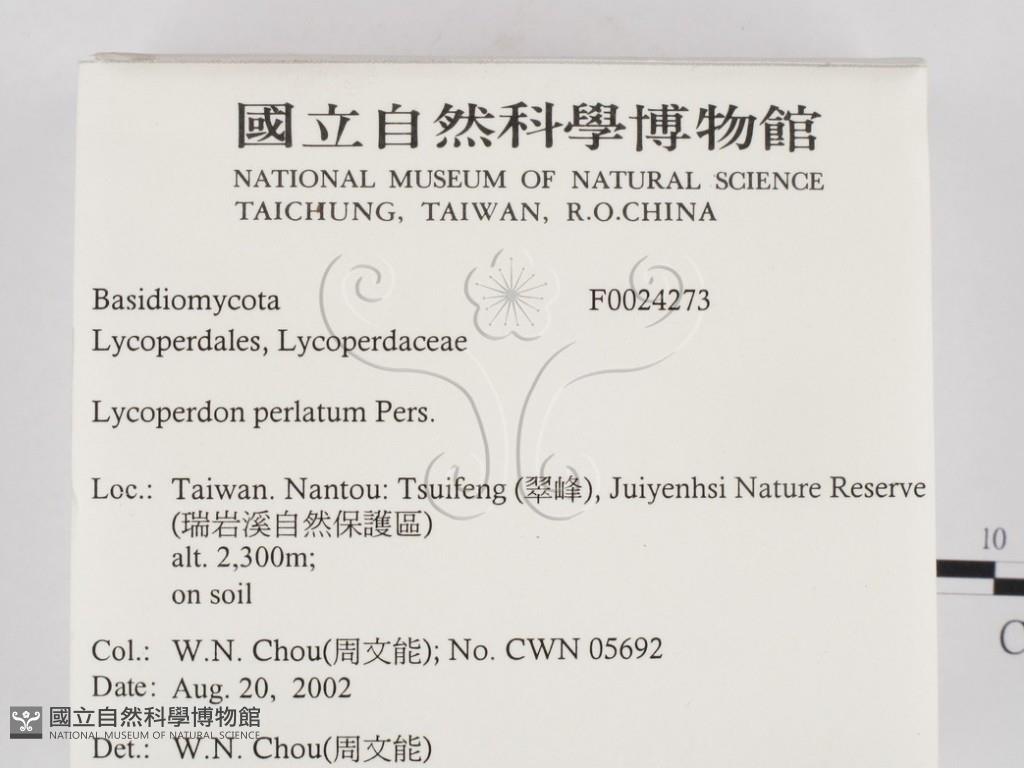 國立自然科學博物館
NATIONAL MUSEUM OF NATURAL SCIENCE
TAICHUNG, TAIWAN, R.O.CHINA
Basidiomycota F0024273
Lycoperdales, Lycoperdaceae
Lycoperdon perlatum Pers.
Loc.: Taiwan. Nantou: Tsuifeng (翠峰), Juiyenhsi Nature Reserve
(瑞岩溪自然保護區)
alt. 2,300m;
on soil
10
C
Col.: W.N. Chou(周文能); No. CWN 05692
Date: Aug. 20, 2002
國立自然科學博物館
NATIONAL MUSEUM OF NATURAL SCIENCE
Det.: W.N. Chou(周文能)